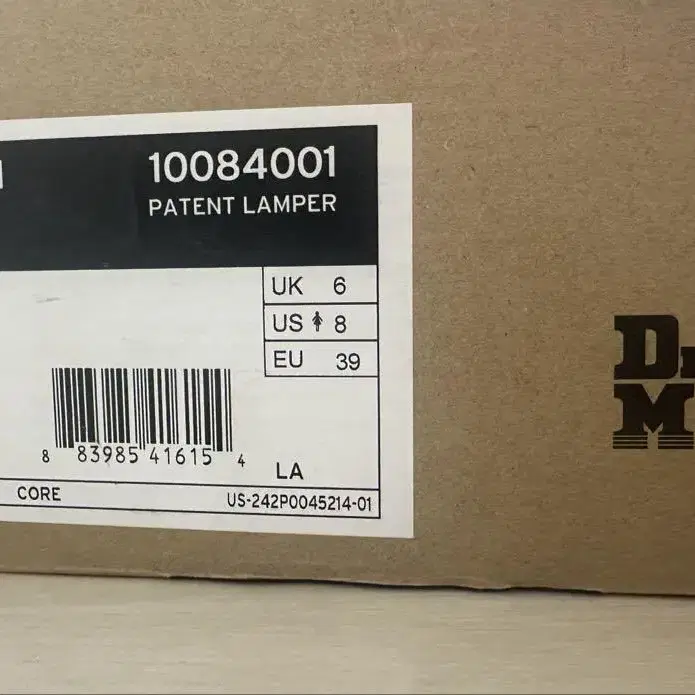 10084001
PATENT LAMPER
UK 6
US 8
EU 39
8 83985 41615 4
LA
CORE
US-242P0045214-01
D
M